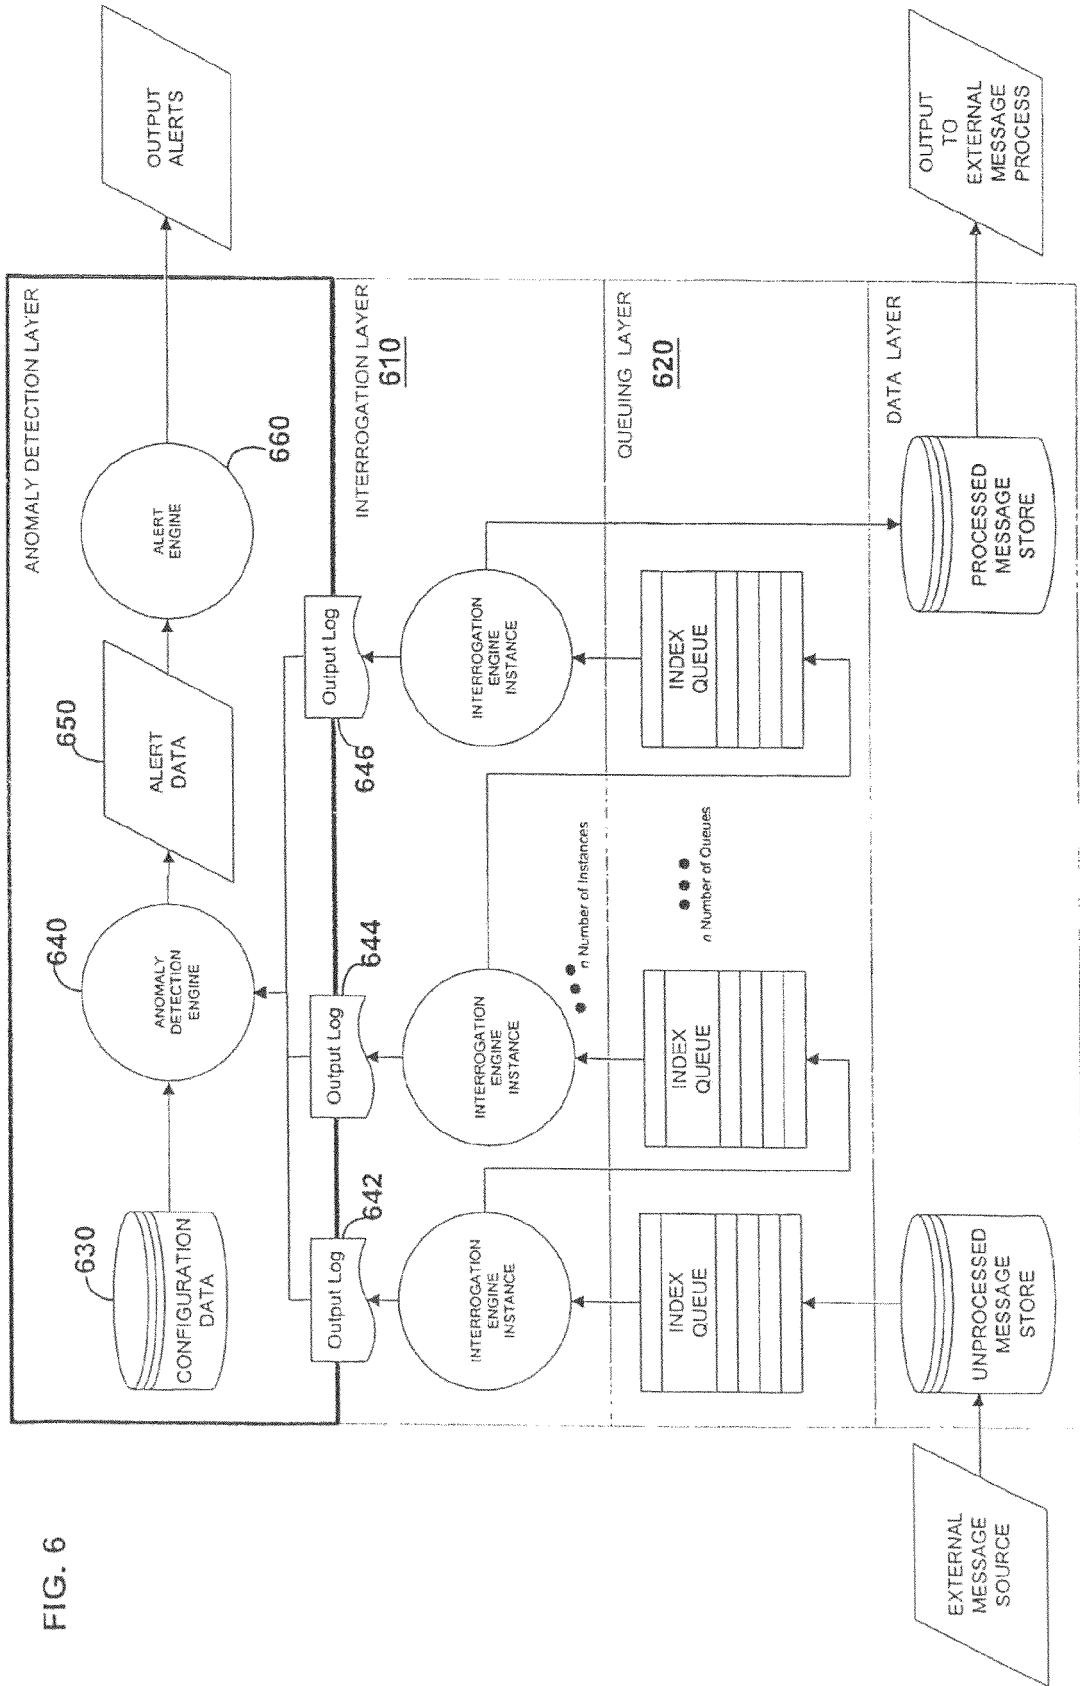 FIG. 6
ANOMALY DETECTION LAYER
630
CONFIGURATION
DATA
640
ANOMALY
DETECTION
ENGINE
650
ALERT
DATA
ALERT
ENGINE
660
OUTPUT
ALERTS
INTERROGATION LAYER
610
Output Log
642
Output Log
644
Output Log
646
INTERROGATION
ENGINE
INSTANCE
INTERROGATION
ENGINE
INSTANCE
n Number of Instances
INTERROGATION
ENGINE
INSTANCE
QUEUING LAYER
620
INDEX
QUEUE
INDEX
QUEUE
n Number of Queues
INDEX
QUEUE
DATA LAYER
EXTERNAL
MESSAGE
SOURCE
UNPROCESSED
MESSAGE
STORE
PROCESSED
MESSAGE
STORE
OUTPUT
TO
EXTERNAL
MESSAGE
PROCESS